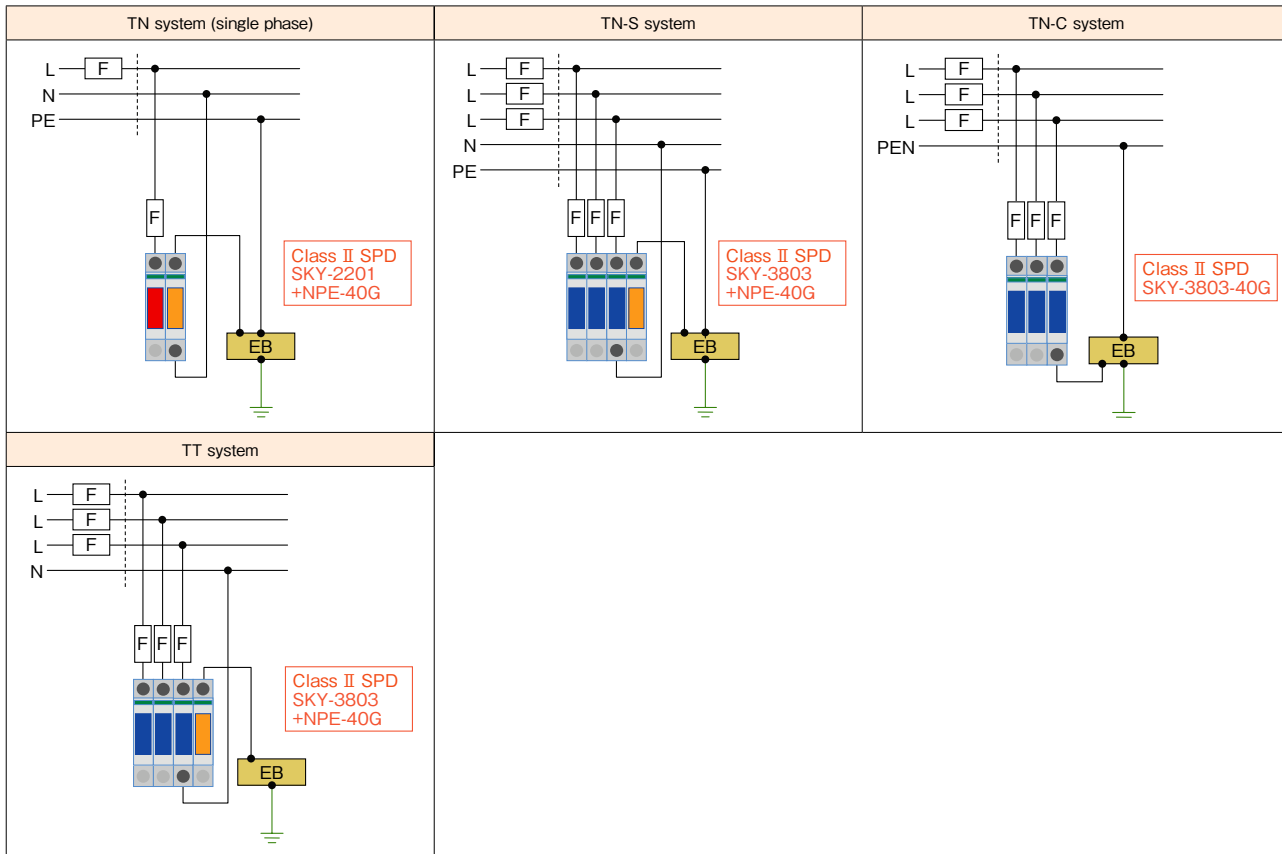 TN system (single phase)
L
F
N
PE
F
Class Ⅱ SPD
SKY-2201
+NPE-40G
EB
TN-S system
L
F
L
F
L
F
N
PE
F F F
Class Ⅱ SPD
SKY-3803
+NPE-40G
EB
TN-C system
L
F
L
F
L
F
PEN
F F F
Class Ⅱ SPD
SKY-3803-40G
EB
TT system
L
F
L
F
L
F
N
F F F
Class Ⅱ SPD
SKY-3803
+NPE-40G
EB